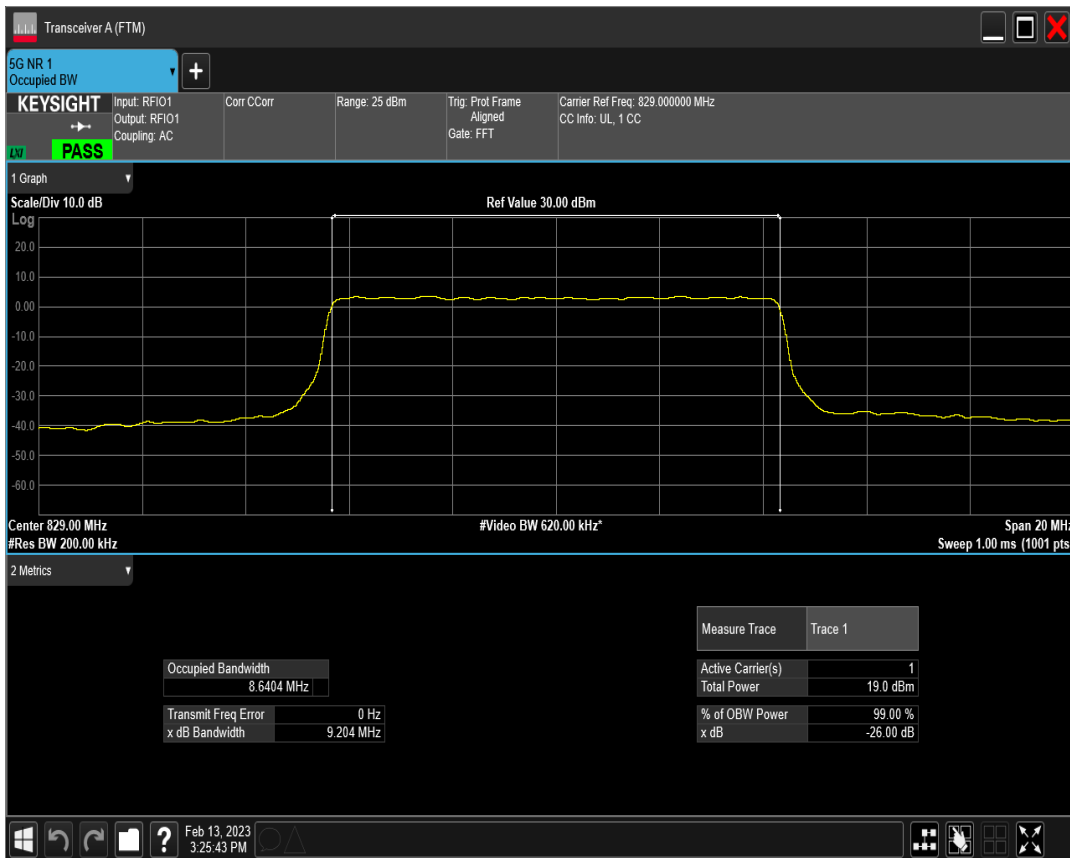 Transceiver A (FTM)
5G NR 1
Occupied BW
+
KEYSIGHT
LXI
PASS
Input: RFIO1
Output: RFIO1
Coupling: AC
Corr CCorr
Range: 25 dBm
Trig: Prot Frame
Aligned
Gate: FFT
Carrier Ref Freq: 829.000000 MHz
CC Info: UL, 1 CC
1 Graph
Scale/Div 10.0 dB
Ref Value 30.00 dBm
Log
20.0
10.0
0.00
-10.0
-20.0
-30.0
-40.0
-50.0
-60.0
Center 829.00 MHz
#Video BW 620.00 kHz*
Span 20 MHz
#Res BW 200.00 kHz
Sweep 1.00 ms (1001 pts
2 Metrics
Measure Trace Trace 1
Occupied Bandwidth
8.6404 MHz
Active Carrier(s) 1
Total Power 19.0 dBm
Transmit Freq Error 0 Hz
x dB Bandwidth 9.204 MHz
% of OBW Power 99.00 %
x dB -26.00 dB
?
Feb 13, 2023
3:25:43 PM